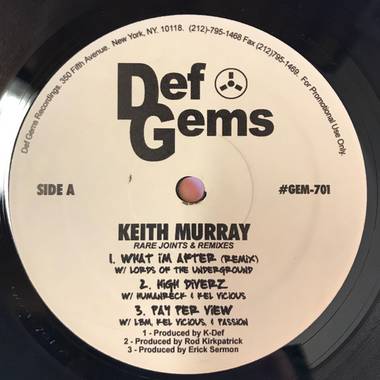 Def Gems Recordings. 350 Fifth Avenue. New York, NY. 10118. (212)-795-1468 Fax (212)795-1469. For Promotional Use Only.
Def
Gems
SIDE A
#GEM-701
KEITH MURRAY
RARE JOINTS & REMIXES
1. WHAT I'M AFTER (REMIX)
W/ LORDS OF THE UNDERGROUND
2. HIGH DIVERZ
W/ HUMANRECK & KEL VICIOUS
3. PAY PER VIEW
W/ LBM, KEL VICIOUS, & PASSION
1 - Produced by K-Def
2 - Produced by Rod Kirkpatrick
3 - Produced by Erick Sermon